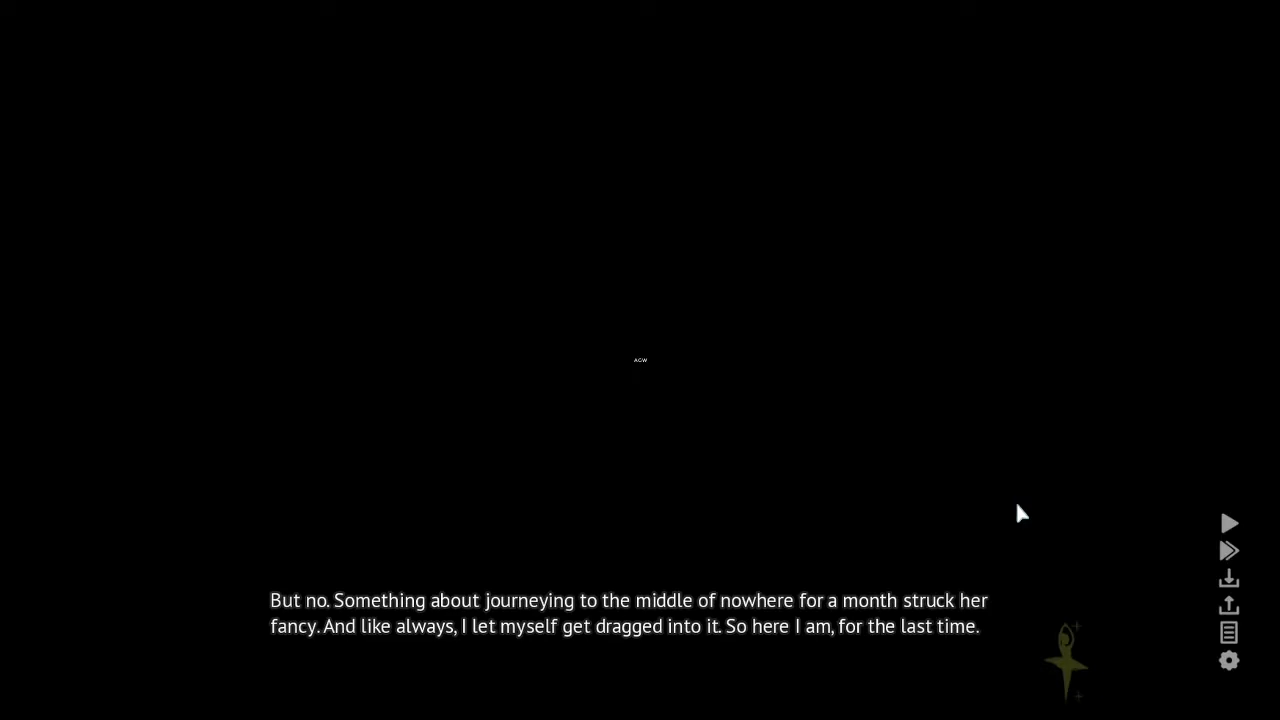 AGW
But no. Something about journeying to the middle of nowhere for a month struck her
fancy. And like always, I let myself get dragged into it. So here I am, for the last time.